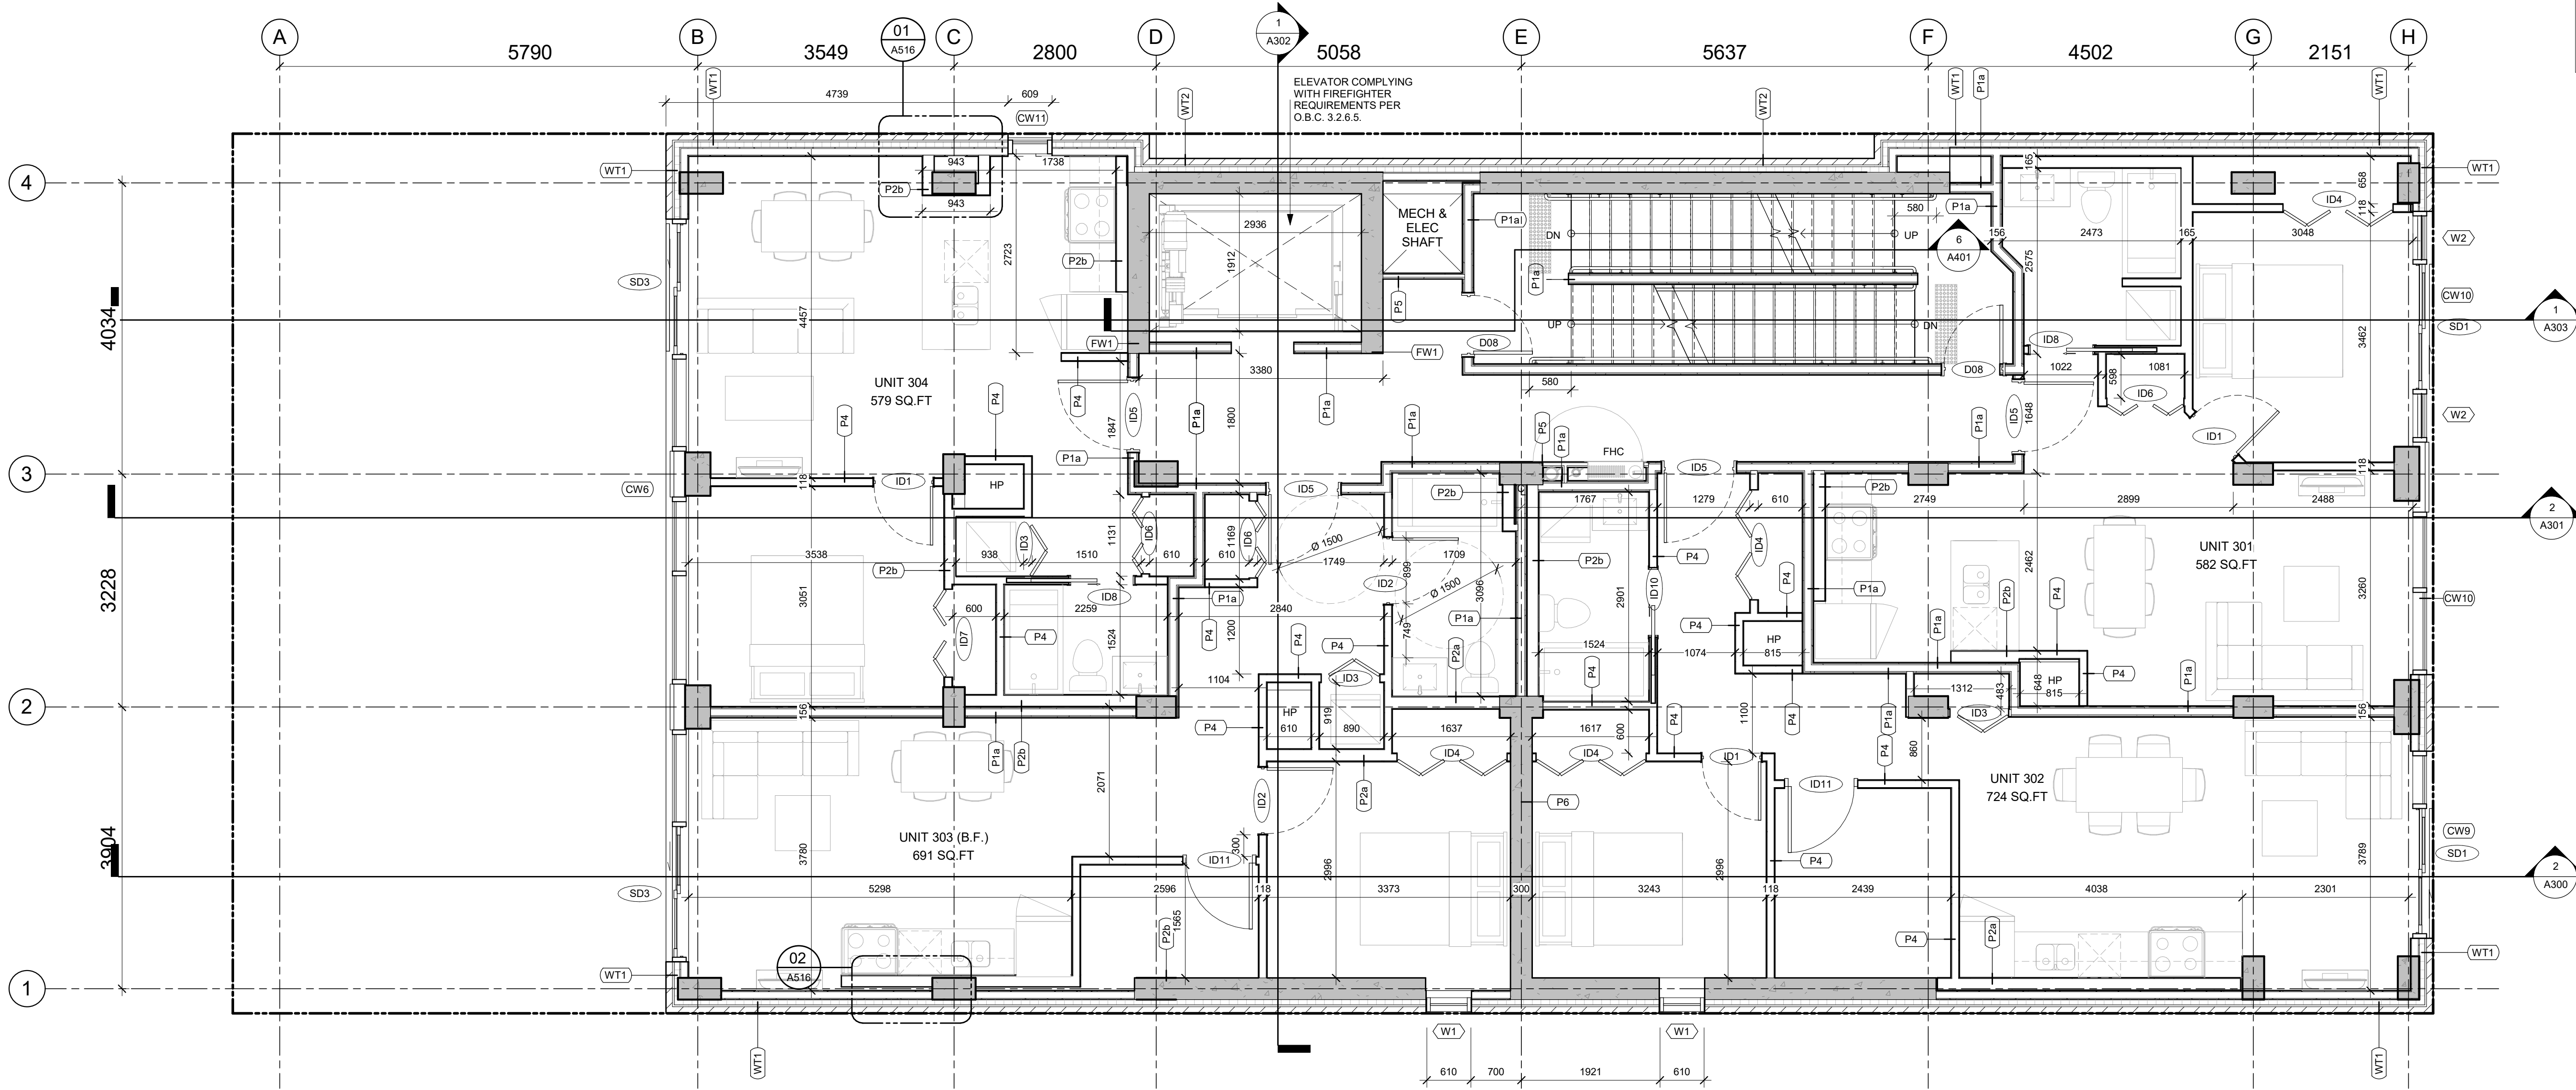 A
B
C
D
E
F
G
H
5790
3549
2800
5058
5637
4502
2151
01
A516
1
A302
ELEVATOR COMPLYING
WITH FIREFIGHTER
REQUIREMENTS PER
O.B.C. 3.2.6.5.
4739
609
CW11
WT1
WT2
WT2
WT1
P1a
WT1
4
3
2
1
4034
3228
3904
WT1
943
1738
P2b
943
2723
P2b
4457
SD3
UNIT 304
579 SQ.FT
P4
P4
P4
FW1
ID5
1847
P1a
2936
1912
MECH &
ELEC
SHAFT
P1a
P5
FW1
3380
P1a
1800
P1a
P1a
D08
580
DN
UP
UP
DN
P1a
580
6
A401
D08
P1a
156
2473
165
165
3048
2575
658
118
ID4
WT1
W2
CW10
SD1
1
A303
3462
ID8
1022
598
1081
ID6
ID5
1648
ID1
W2
118
P1a
P5
P1a
FHC
ID5
CW6
118
ID1
HP
ID5
P2b
1767
1279
610
P2b
2749
2899
2488
2
A301
3538
938
ID3
1510
1131
ID6
610
610
1169
ID6
Ø 1500
1749
1709
899
ID2
Ø 1500
3096
P1a
749
P2b
P4
2901
ID10
ID4
P4
P1a
2462
UNIT 301
582 SQ.FT
3260
CW10
P2b
3051
ID8
P1a
600
2259
2840
ID7
P4
1524
P4
1200
P4
P4
P2a
1524
P4
P4
1074
HP
815
P1a
P2b
P4
HP
815
P4
P1a
1312
483
648
ID3
156
1104
ID3
HP
610
P4
919
890
1637
1617
600
P4
1100
P4
P1a
860
P4
156
P1a
P2b
2071
ID4
ID4
ID1
ID2
P2a
P6
ID11
UNIT 302
724 SQ.FT
UNIT 303 (B.F.)
691 SQ.FT
3780
300
ID11
P4
CW9
SD1
3789
2
A300
SD3
5298
2596
118
2996
3373
300
3243
2996
118
2439
4038
2301
1565
P2b
P4
P2a
02
A516
WT1
WT1
WT1
W1
W1
WT1
610
700
1921
610